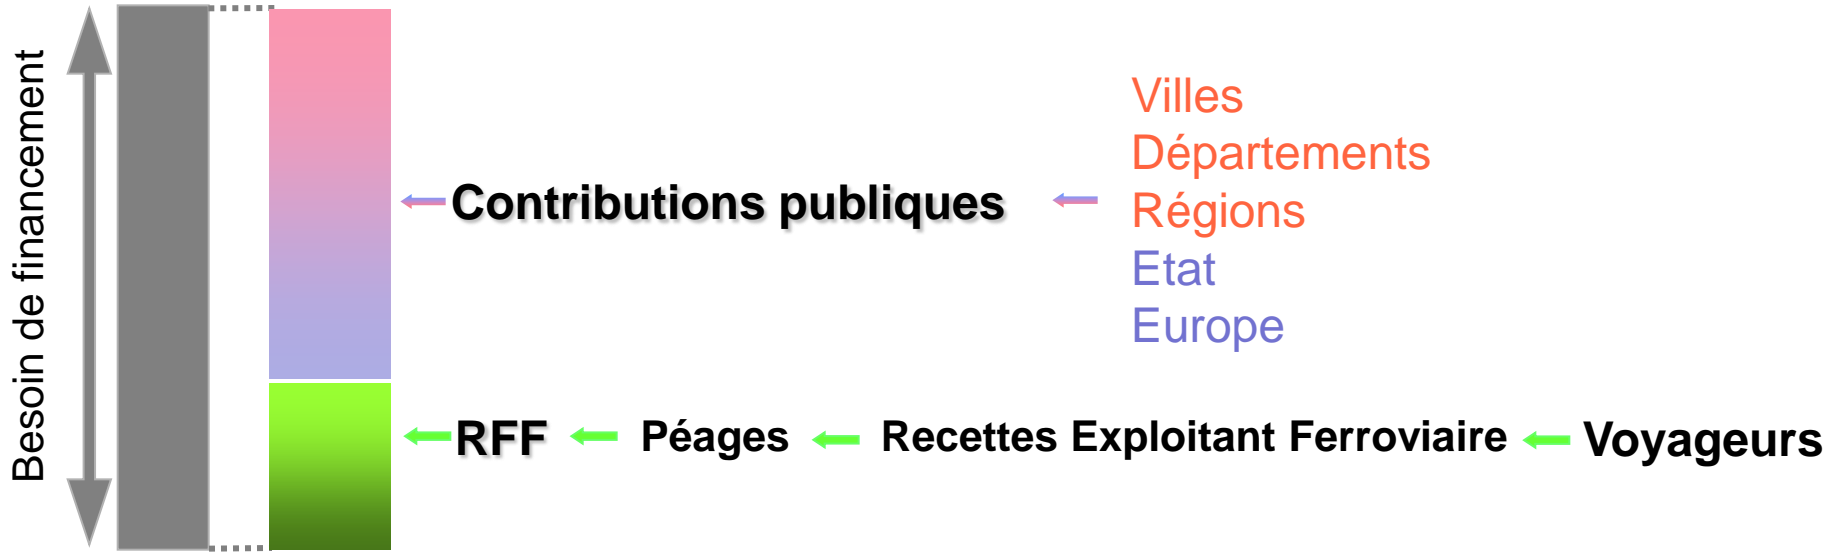 Besoin de financement
Contributions publiques
Villes
Départements
Régions
Etat
Europe
RFF
Péages
Recettes Exploitant Ferroviaire
Voyageurs